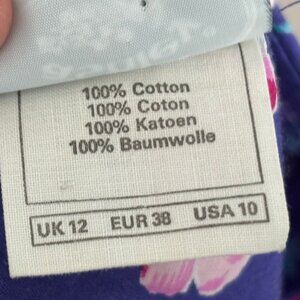 100% Cotton
100% Coton
100% Katoen
100% Baumwolle
UK 12 EUR 38 USA 10